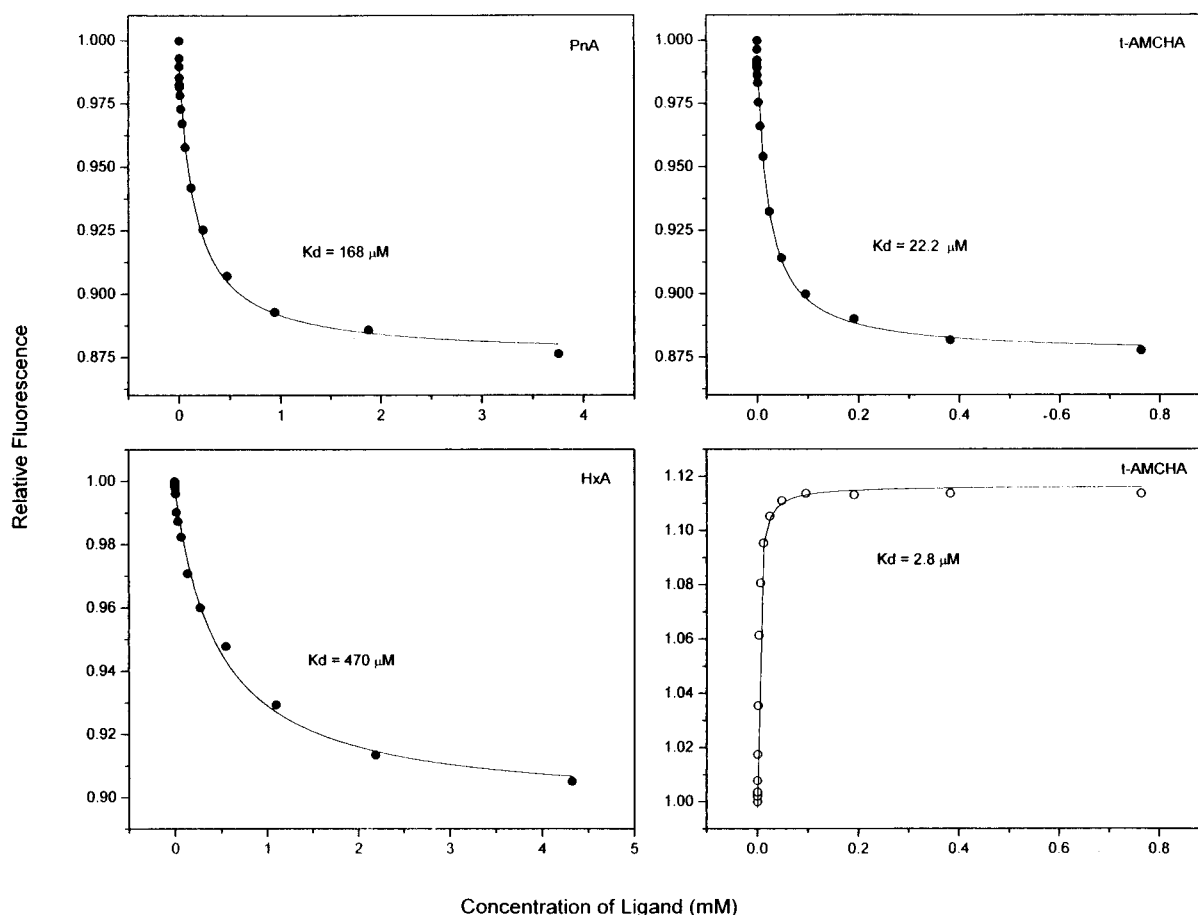 PnA
1.000
0.975
0.950
0.925
0.900
0.875
Kd = 168 μM
0 1 2 3 4
t-AMCHA
1.000
0.975
0.950
0.925
0.900
0.875
Kd = 22.2 μM
0.0 0.2 0.4 -0.6 0.8
Relative Fluorescence
HxA
1.00
0.98
0.96
0.94
0.92
0.90
Kd = 470 μM
0 1 2 3 4 5
t-AMCHA
1.12
1.10
1.08
1.06
1.04
1.02
1.00
Kd = 2.8 μM
0.0 0.2 0.4 0.6 0.8
Concentration of Ligand (mM)